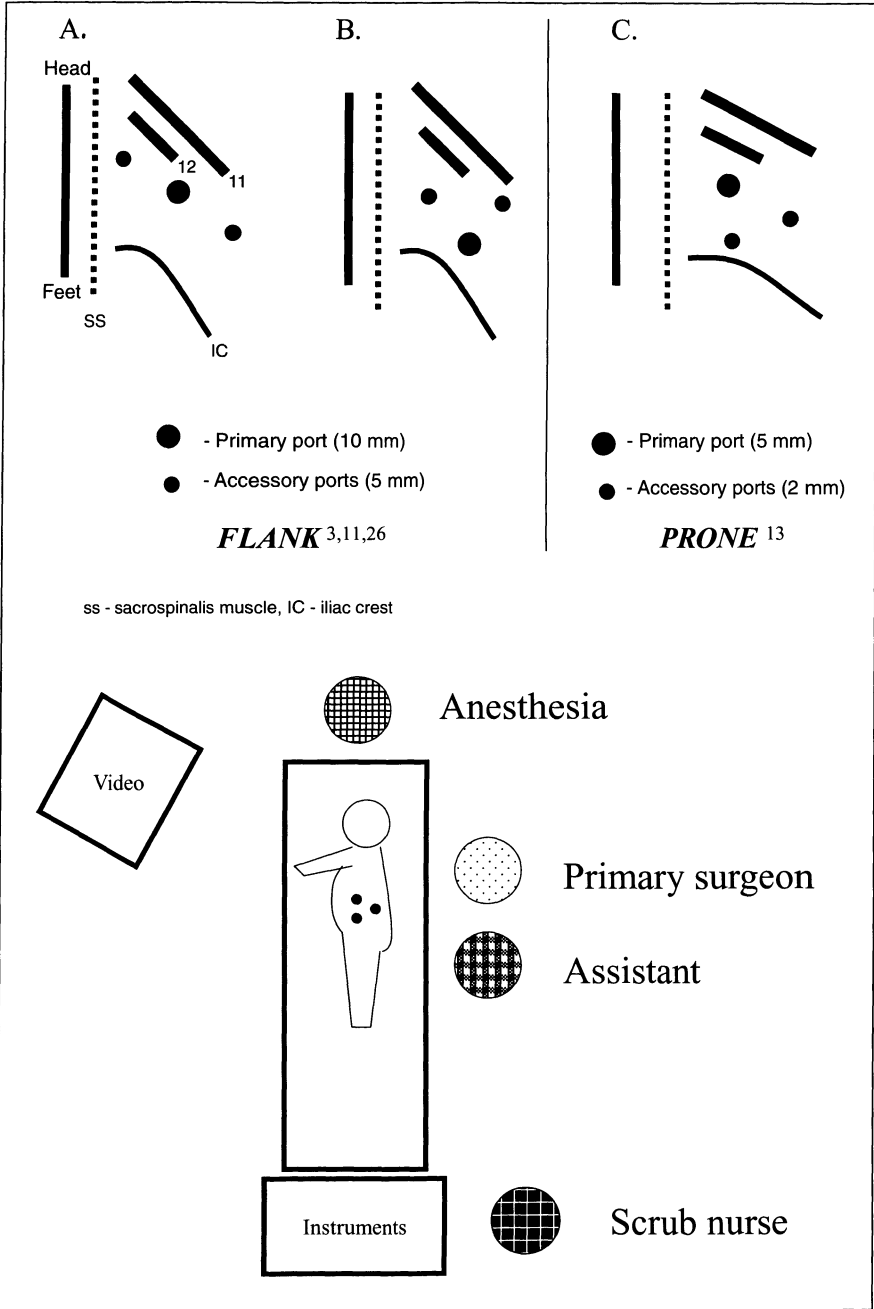 A.
B.
C.
Head
12
11
Feet
SS
IC
- Primary port (10 mm)
- Accessory ports (5 mm)
FLANK 3,11,26
- Primary port (5 mm)
- Accessory ports (2 mm)
PRONE 13
ss - sacrospinalis muscle, IC - iliac crest
Anesthesia
Video
Primary surgeon
Assistant
Instruments
Scrub nurse